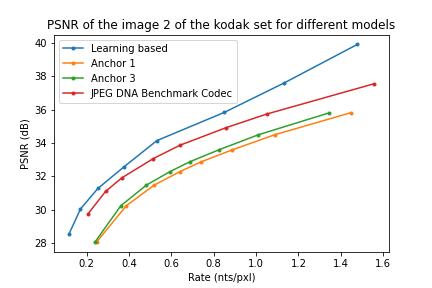 PSNR of the image 2 of the kodak set for different models
40
38
36
34
32
30
28
PSNR (dB)
Learning based
Anchor 1
Anchor 3
JPEG DNA Benchmark Codec
0.2 0.4 0.6 0.8 1.0 1.2 1.4 1.6
Rate (nts/pxl)